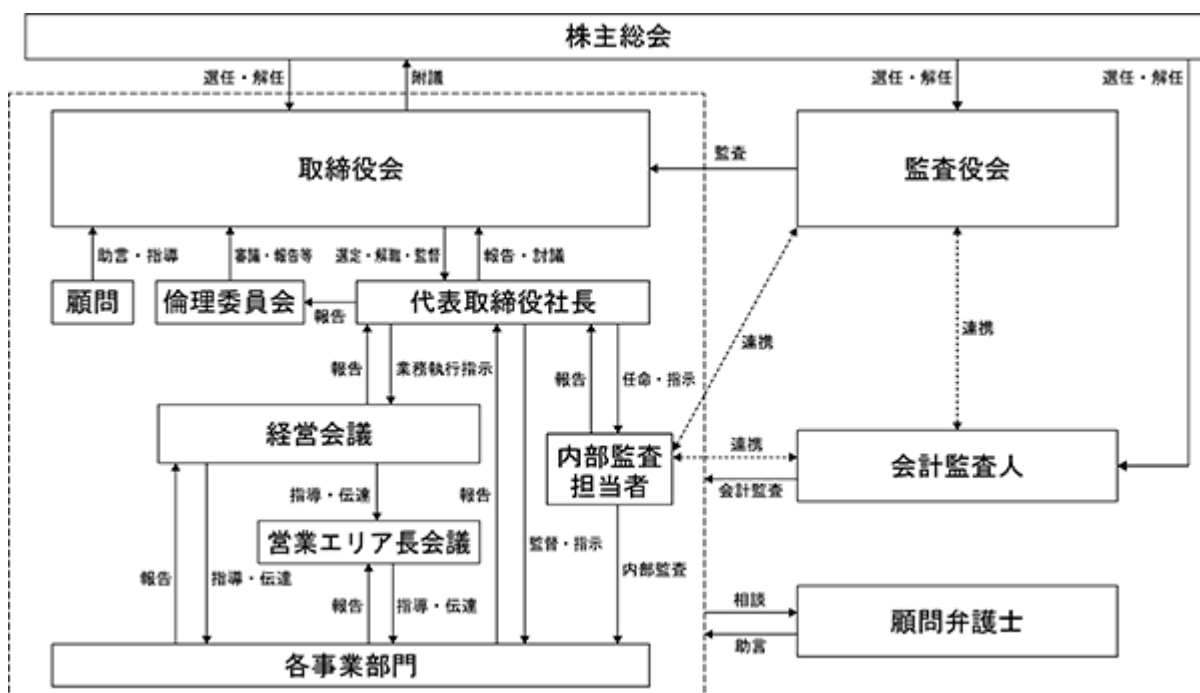 株主総会
選任・解任
附議
選任・解任
選任・解任
取締役会
監査
監査役会
助言・指導
審議・報告等
選定・解職・監督
報告・討議
顧問
倫理委員会
報告
代表取締役社長
連携
連携
報告
業務執行指示
報告
任命・指示
経営会議
内部監査
担当者
連携
会計監査人
会計監査
指導・伝達
報告
営業エリア長会議
監督・指示
内部監査
報告
指導・伝達
報告
指導・伝達
相談
助言
顧問弁護士
各事業部門